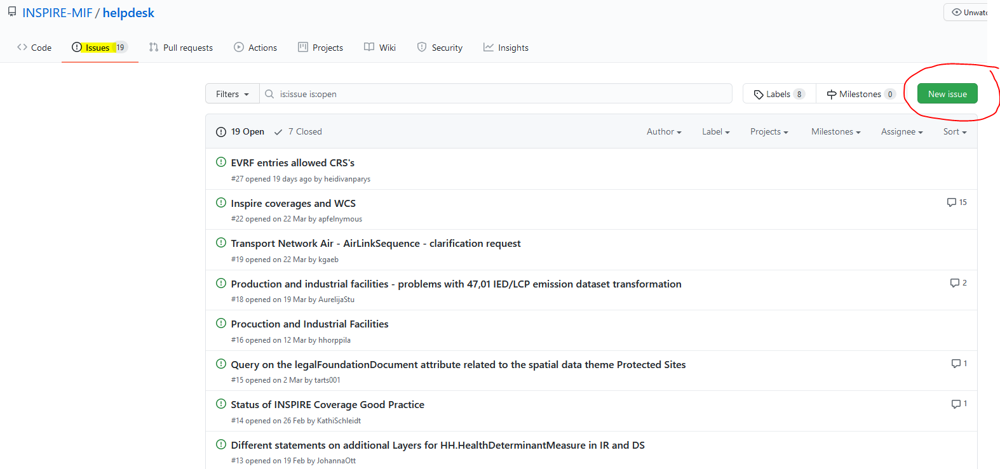 INSPIRE-MIF / helpdesk
Code Issues 19 Pull requests Actions Projects Wiki Security Insights
Filters is:issue is:open Labels 8 Milestones 0 New issue
19 Open 7 Closed Author Label Projects Milestones Assignee Sort
EVRF entries allowed CRS's
#27 opened 19 days ago by heidivanparys
Inspire coverages and WCS 15
#22 opened on 22 Mar by apfelnymous
Transport Network Air - AirLinkSequence - clarification request
#19 opened on 22 Mar by kgaeb
Production and industrial facilities - problems with 47,01 IED/LCP emission dataset transformation 2
#18 opened on 19 Mar by AurelijaStu
Procuction and Industrial Facilities
#16 opened on 12 Mar by hhorppila
Query on the legalFoundationDocument attribute related to the spatial data theme Protected Sites 1
#15 opened on 2 Mar by tarts001
Status of INSPIRE Coverage Good Practice 1
#14 opened on 26 Feb by KathiSchleidt
Different statements on additional Layers for HH.HealthDeterminantMeasure in IR and DS
#13 opened on 19 Feb by JohannaOtt